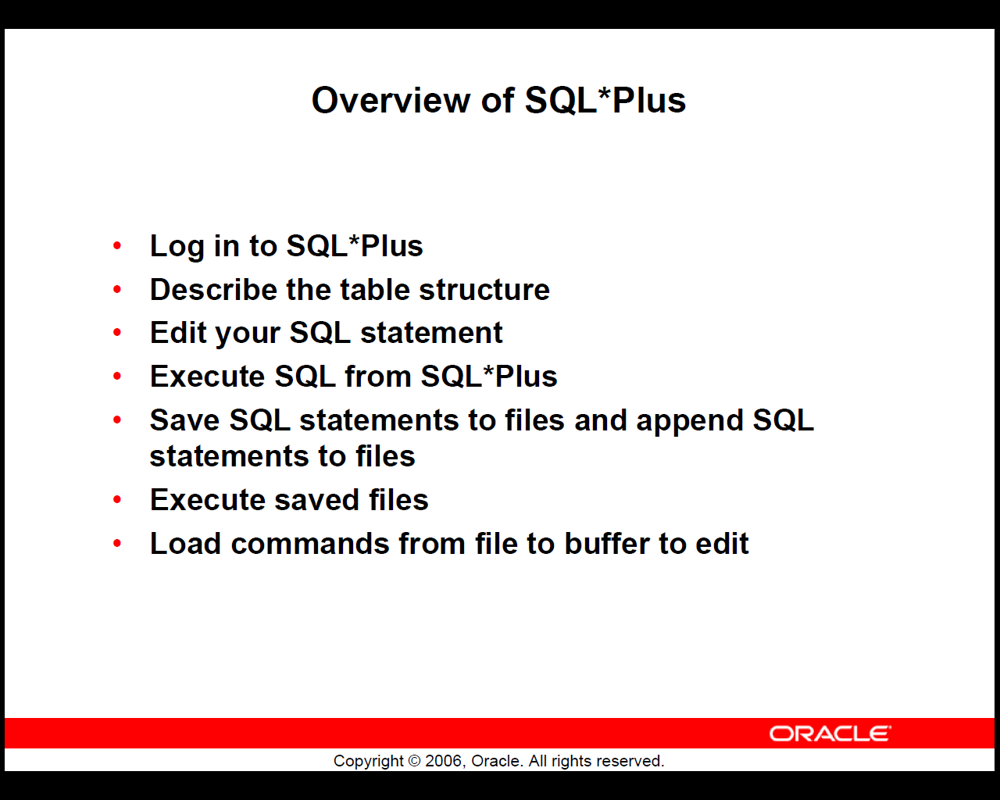 Overview of SQL*Plus
• Log in to SQL*Plus
• Describe the table structure
• Edit your SQL statement
• Execute SQL from SQL*Plus
• Save SQL statements to files and append SQL
statements to files
• Execute saved files
• Load commands from file to buffer to edit
ORACLE
Copyright © 2006, Oracle. All rights reserved.